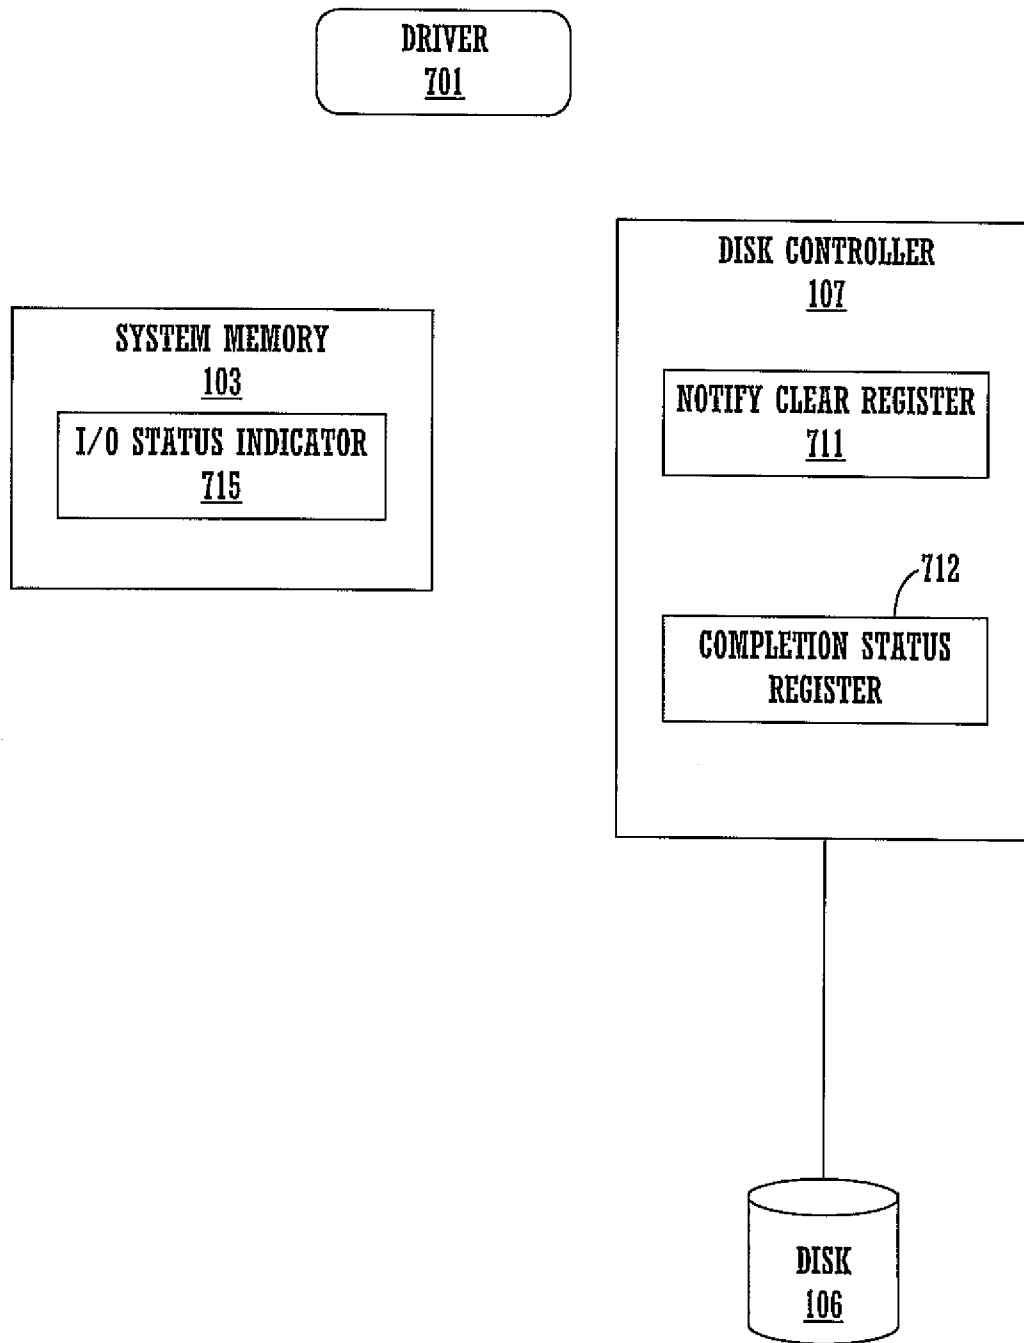 DRIVER
701
DISK CONTROLLER
107
SYSTEM MEMORY
103
NOTIFY CLEAR REGISTER
711
I/O STATUS INDICATOR
715
712
COMPLETION STATUS
REGISTER
DISK
106